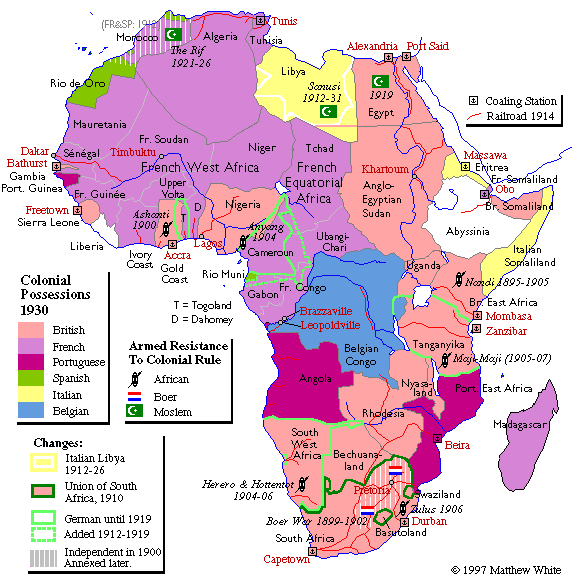 (FR&SP: 1912
Morocco
The Rif
1921-26
Algeria
Tunis
Tunisia
Alexandria
Port Said
Rio de Oro
Libya
Sanusi
1912-31
1919
Egypt
Coaling Station
Railroad 1914
Mauretania
Fr. Soudan
Niger
Tchad
Massawa
Eritrea
Dakar
Sénégal
Timbuktu
French
West Africa
French
Equatorial
Africa
Khartoum
Anglo-
Egyptian
Sudan
Fr. Somaliland
Obo
Br. Somaliland
Bathurst
Gambia
Port. Guinea
Fr. Guinée
Upper
Volta
Freetown
Sierra Leone
Ashanti
1900
T
D
Nigeria
Anyang
1904
Abyssinia
Liberia
Lagos
Cameroun
Ubangi-
Chari
Italian
Somaliland
Ivory
Coast
Accra
Gold
Coast
Rio Muni
Uganda
Nandi 1895-1905
Gabon
Fr. Congo
Br. East Africa
Mombasa
Zanzibar
T = Togoland
D = Dahomey
Brazzaville
Leopoldville
Belgian
Congo
Tanganyika
Maji-Maji (1905-07)
Colonial
Possessions
1930
British
French
Portuguese
Spanish
Italian
Belgian
Armed Resistance
To Colonial Rule
African
Boer
Moslem
Angola
Nyasa-
land
Port. East Africa
Rhodesia
Madagascar
Changes:
Italian Libya
1912-26
Union of South
Africa, 1910
German until 1919
Added 1912-1919
Independent in 1900
Annexed later.
South
West
Africa
Bechuana-
land
Beira
Herero & Hottentot
1904-06
Pretoria
Swaziland
Zulus 1906
Boer War 1899-1902
Durban
Basutoland
South Africa
Capetown
© 1997 Matthew White